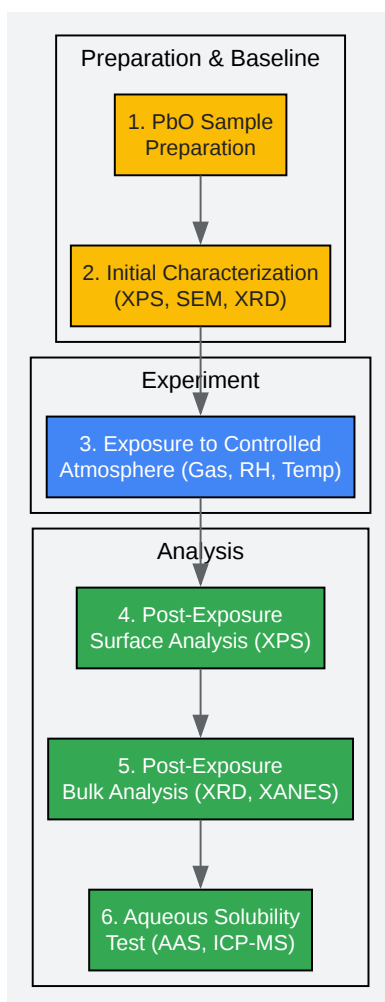 Preparation & Baseline
1. PbO Sample
Preparation
2. Initial Characterization
(XPS, SEM, XRD)
Experiment
3. Exposure to Controlled
Atmosphere (Gas, RH, Temp)
Analysis
4. Post-Exposure
Surface Analysis (XPS)
5. Post-Exposure
Bulk Analysis (XRD, XANES)
6. Aqueous Solubility
Test (AAS, ICP-MS)